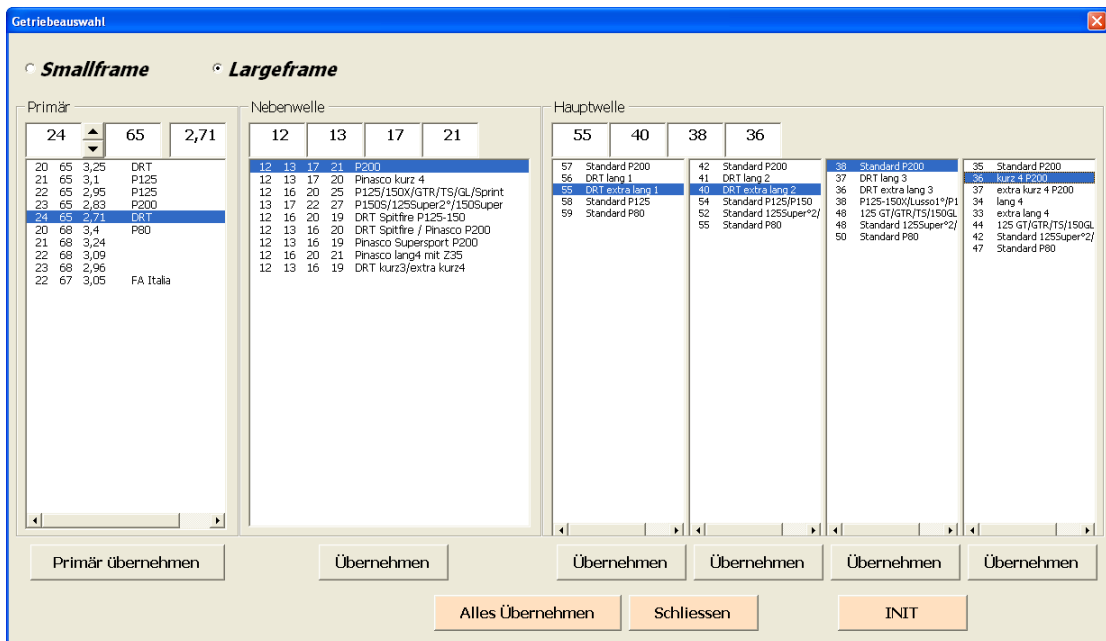 Getriebeauswahl
Smallframe Largeframe
Primär
24 65 2,71
20 65 3,25 DRT
21 65 3,1 P125
22 65 2,95 P125
23 65 2,83 P200
24 65 2,71 DRT
20 68 3,4 P80
21 68 3,24
22 68 3,09
23 68 2,96
22 67 3,05 FA Italia
Primär übernehmen
Nebenwelle
12 13 17 21
12 13 17 21 P200
12 13 17 20 Pinasco kurz 4
12 16 20 25 P125/150X/GTR/TS/GL/Sprint
13 17 22 27 P150S/125Super2°/150Super
12 16 20 19 DRT Spitfire P125-150
12 13 16 20 DRT Spitfire / Pinasco P200
12 13 16 19 Pinasco Supersport P200
12 16 20 21 Pinasco lang4 mit Z35
12 13 16 19 DRT kurz3/extra kurz4
Übernehmen
Hauptwelle
55 40 38 36
57 Standard P200
56 DRT lang 1
55 DRT extra lang 1
58 Standard P125
59 Standard P80
Übernehmen
42 Standard P200
41 DRT lang 2
40 DRT extra lang 2
54 Standard P125/P150
52 Standard 125Super°2/
55 Standard P80
Übernehmen
38 Standard P200
37 DRT lang 3
36 DRT extra lang 3
38 P125-150X/Lusso1°/P1
48 125 GT/GTR/TS/150GL
48 Standard 125Super°2/
50 Standard P80
Übernehmen
35 Standard P200
36 kurz 4 P200
37 extra kurz 4 P200
34 lang 4
33 extra lang 4
44 125 GT/GTR/TS/150GL
42 Standard 125Super°2/
47 Standard P80
Übernehmen
Alles Übernehmen Schliessen INIT